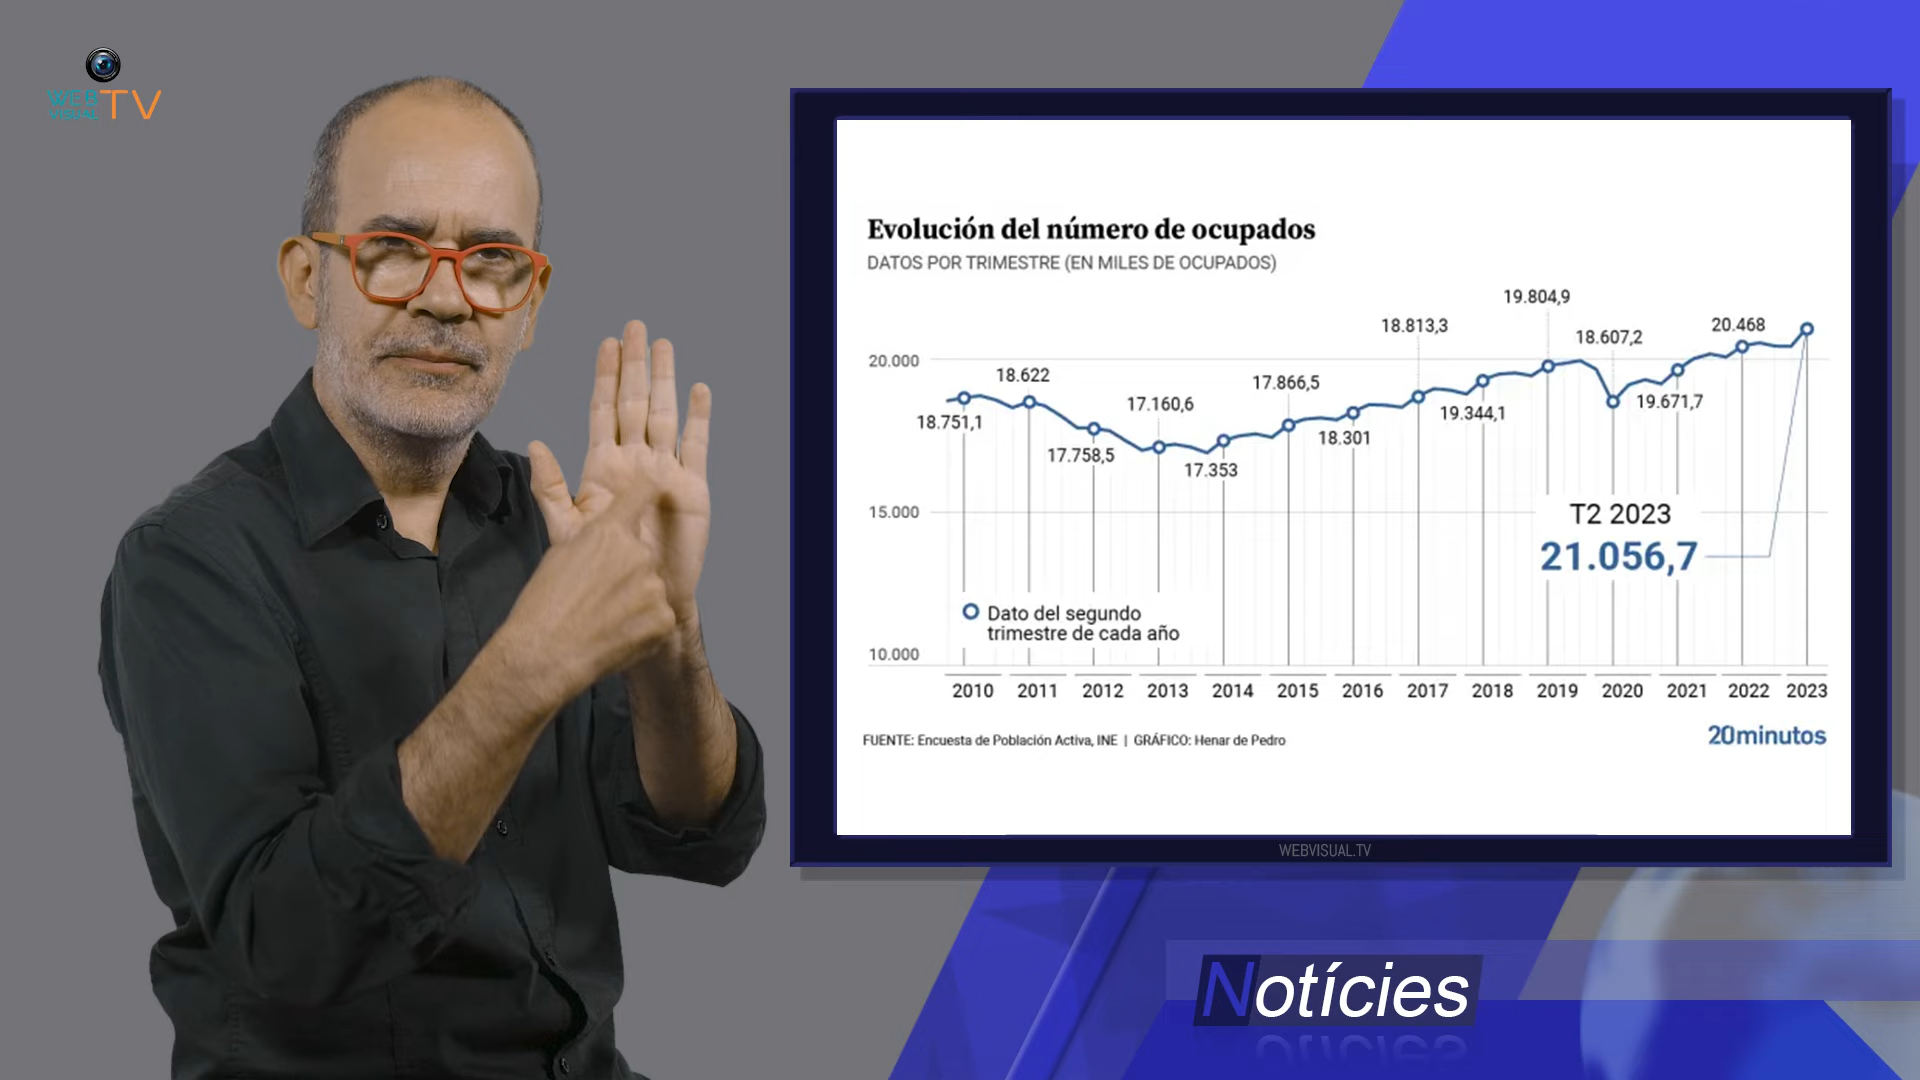 WEB
VISUAL
TV
Evolución del número de ocupados
DATOS POR TRIMESTRE (EN MILES DE OCUPADOS)
20.000
15.000
10.000
18.751,1
18.622
17.758,5
17.160,6
17.353
17.866,5
18.301
18.813,3
19.344,1
19.804,9
18.607,2
19.671,7
20.468
T2 2023
21.056,7
Dato del segundo
trimestre de cada año
2010 2011 2012 2013 2014 2015 2016 2017 2018 2019 2020 2021 2022 2023
FUENTE: Encuesta de Población Activa, INE | GRÁFICO: Henar de Pedro
20minutos
WEBVISUAL.TV
Notícies